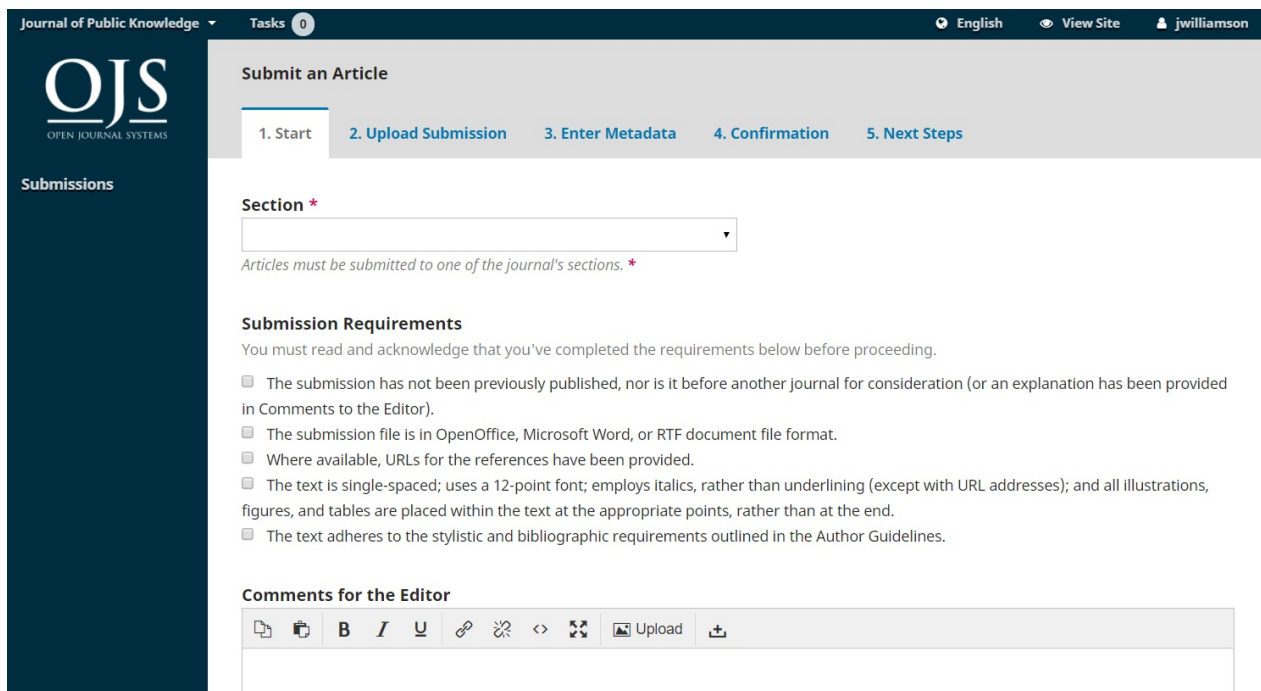 Journal of Public Knowledge Tasks 0 English View Site jwilliamson
OJS
OPEN JOURNAL SYSTEMS
Submissions
Submit an Article
1. Start 2. Upload Submission 3. Enter Metadata 4. Confirmation 5. Next Steps
Section *
Articles must be submitted to one of the journal's sections. *
Submission Requirements
You must read and acknowledge that you've completed the requirements below before proceeding.
The submission has not been previously published, nor is it before another journal for consideration (or an explanation has been provided
in Comments to the Editor).
The submission file is in OpenOffice, Microsoft Word, or RTF document file format.
Where available, URLs for the references have been provided.
The text is single-spaced; uses a 12-point font; employs italics, rather than underlining (except with URL addresses); and all illustrations,
figures, and tables are placed within the text at the appropriate points, rather than at the end.
The text adheres to the stylistic and bibliographic requirements outlined in the Author Guidelines.
Comments for the Editor
B I U Upload